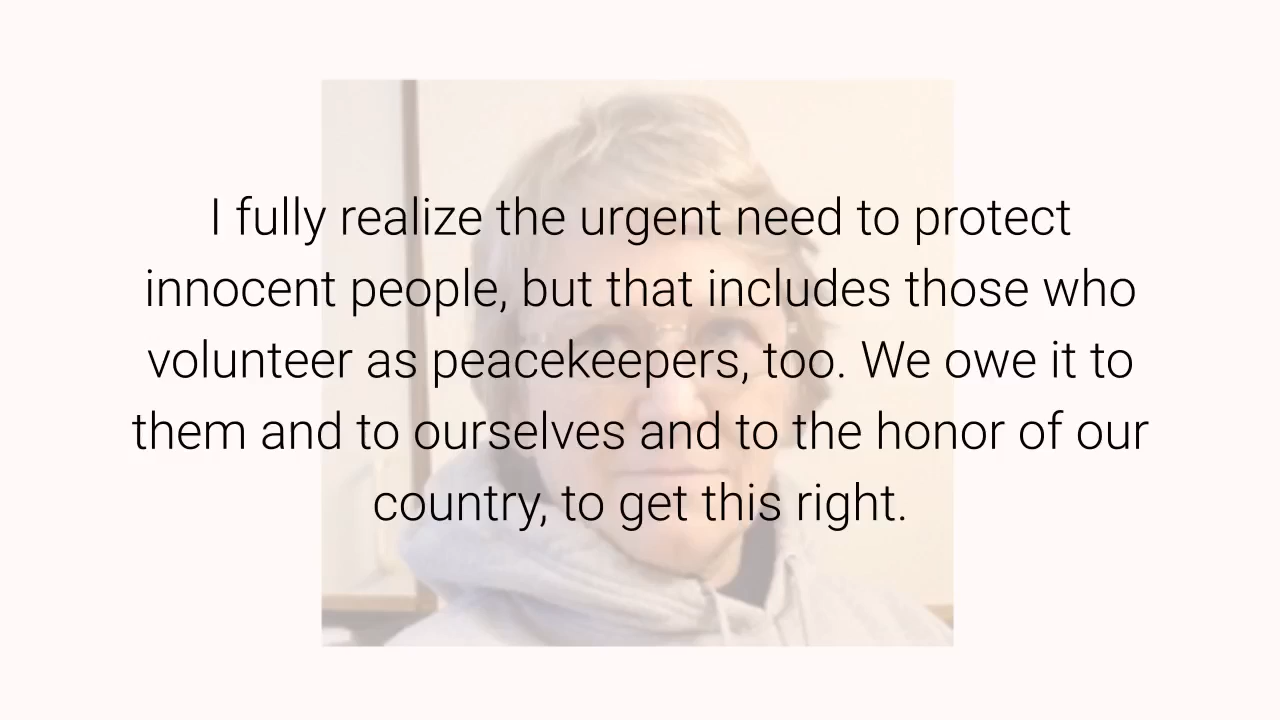 I fully realize the urgent need to protect
innocent people, but that includes those who
volunteer as peacekeepers, too. We owe it to
them and to ourselves and to the honor of our
country, to get this right.